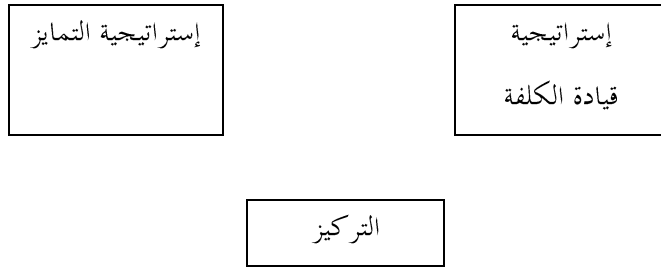 إستراتيجية
قيادة الكلفة
إستراتيجية التمايز
التركيز